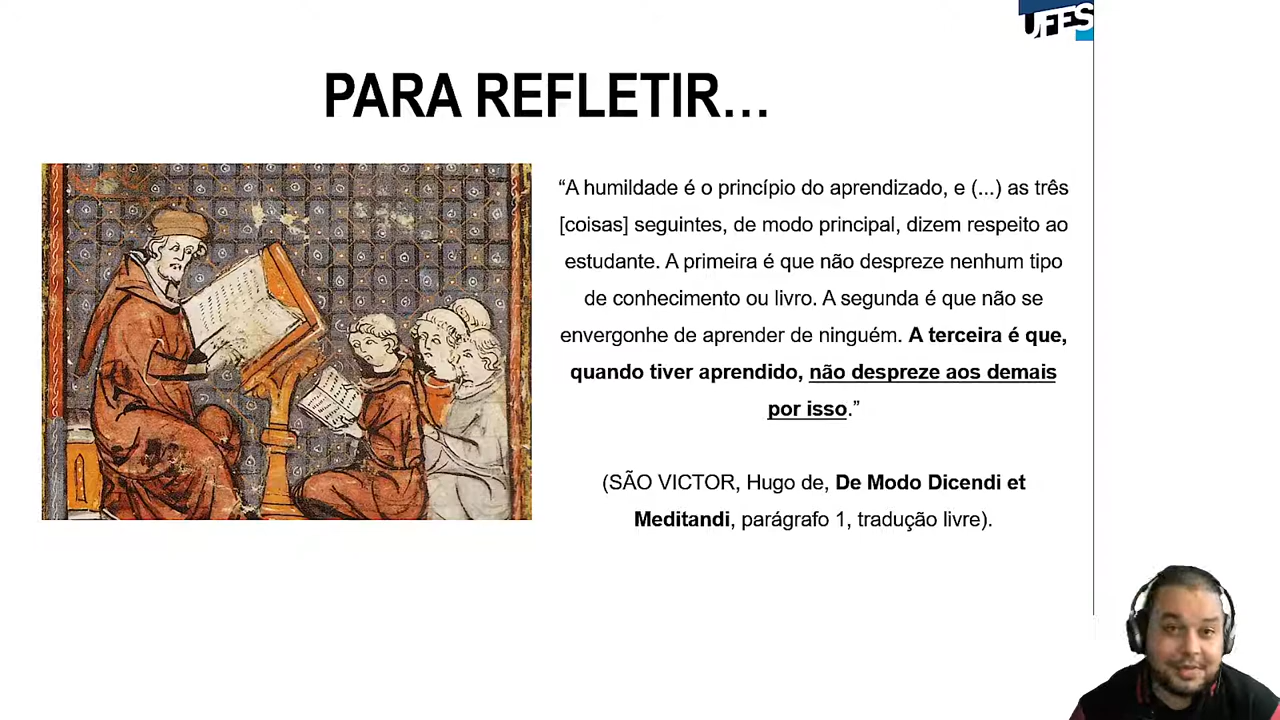 UFES
PARA REFLETIR...
“A humildade é o princípio do aprendizado, e (...) as três
[coisas] seguintes, de modo principal, dizem respeito ao
estudante. A primeira é que não despreze nenhum tipo
de conhecimento ou livro. A segunda é que não se
envergonhe de aprender de ninguém. A terceira é que,
quando tiver aprendido, não despreze aos demais
por isso.”
(SÃO VICTOR, Hugo de, De Modo Dicendi et
Meditandi, parágrafo 1, tradução livre).